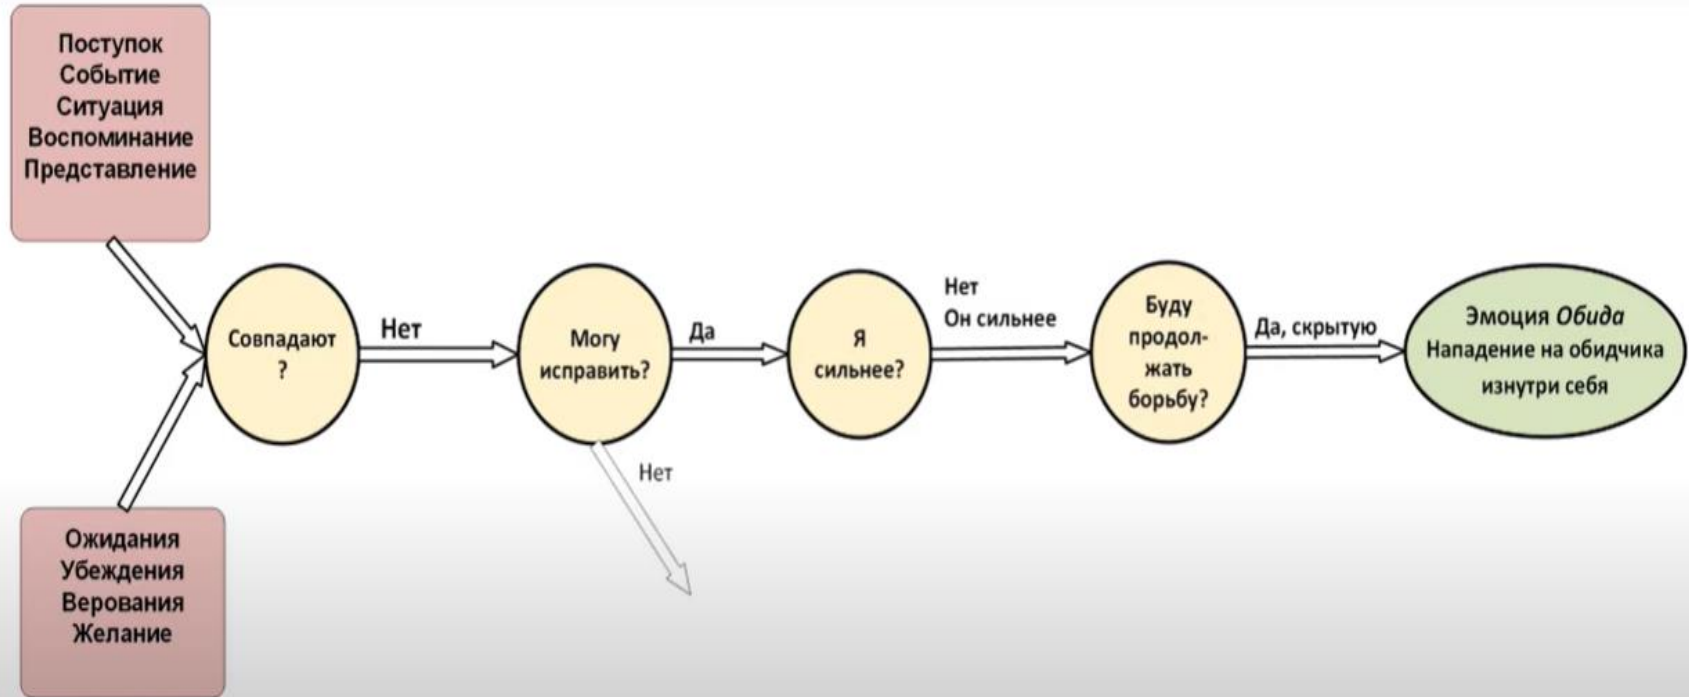 Поступок
Событие
Ситуация
Воспоминание
Представление
Ожидания
Убеждения
Верования
Желание
Совпадают
?
Нет
Могу
исправить?
Да
Нет
Я
сильнее?
Нет
Он сильнее
Буду
продол-
жать
борьбу?
Да, скрытую
Эмоция Обида
Нападение на обидчика
изнутри себя